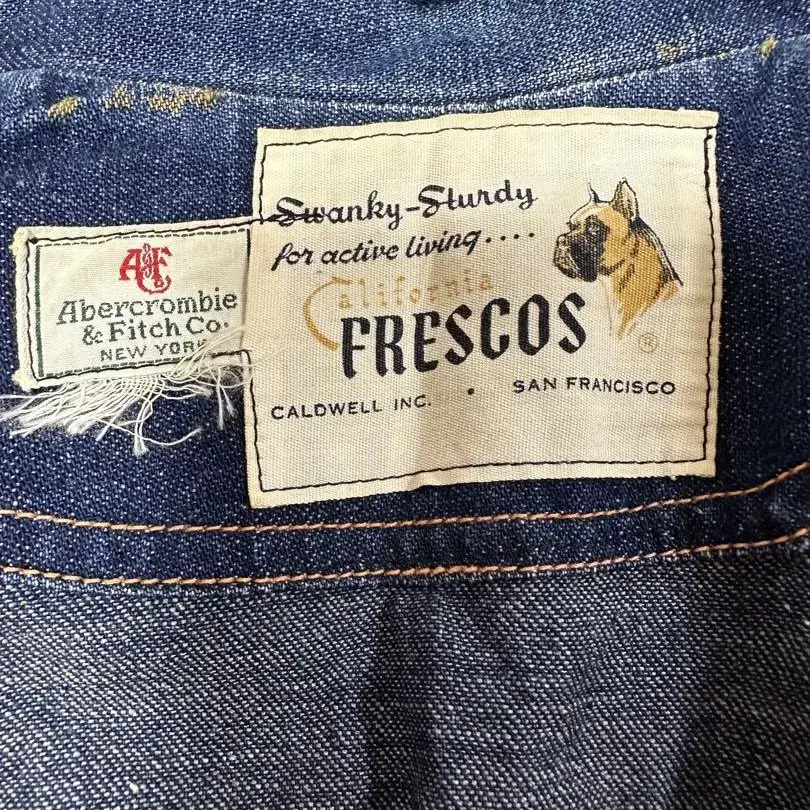 A&F
Abercrombie
& Fitch Co.
NEW YORK
Swanky-Sturdy
for active living....
California
FRESCOS
®
CALDWELL INC. • SAN FRANCISCO